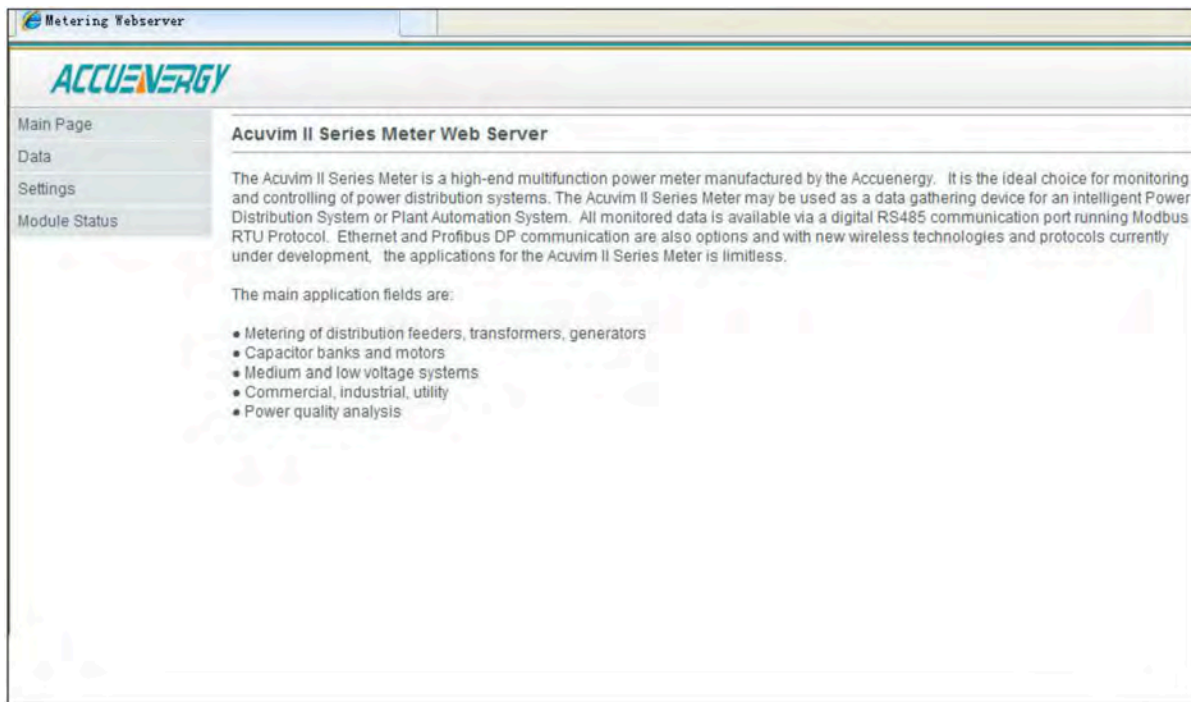 Metering Webserver
ACCUENERGY
Main Page
Data
Settings
Module Status
Acuvim II Series Meter Web Server
The Acuvim II Series Meter is a high-end multifunction power meter manufactured by the Accuenergy. It is the ideal choice for monitoring
and controlling of power distribution systems. The Acuvim II Series Meter may be used as a data gathering device for an intelligent Power
Distribution System or Plant Automation System. All monitored data is available via a digital RS485 communication port running Modbus
RTU Protocol. Ethernet and Profibus DP communication are also options and with new wireless technologies and protocols currently
under development, the applications for the Acuvim II Series Meter is limitless.
The main application fields are:
● Metering of distribution feeders, transformers, generators
● Capacitor banks and motors
● Medium and low voltage systems
● Commercial, industrial, utility
● Power quality analysis